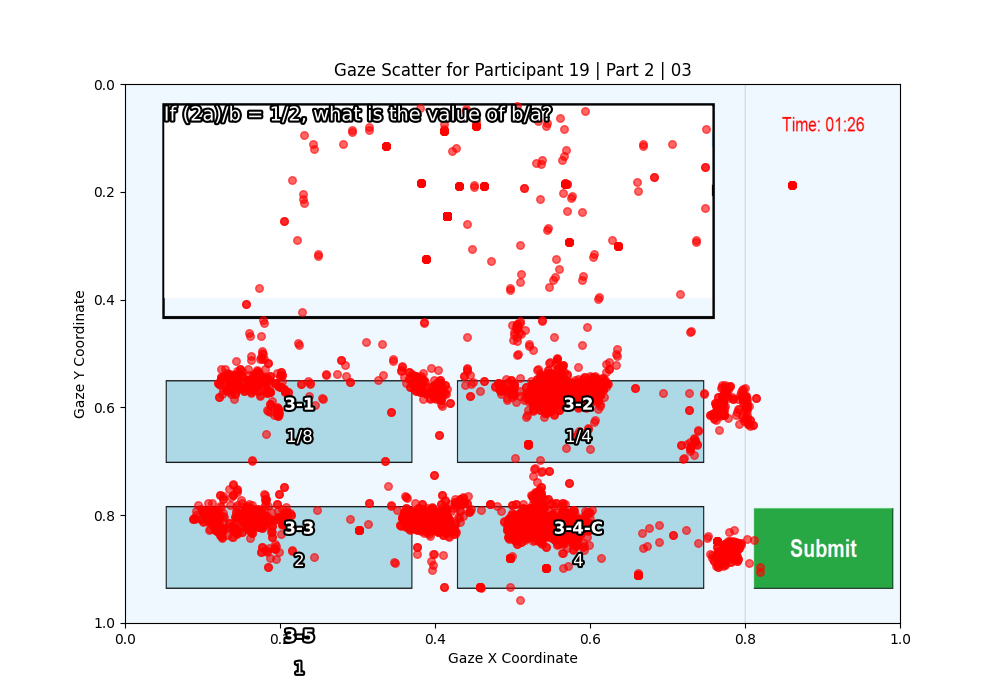 Gaze Scatter for Participant 19 | Part 2 | 03
If (2a)/b = 1/2, what is the value of b/a?
Time: 01:26
3-1
1/8
3-2
1/4
3-3
2
3-4-C
4
Submit
3-5
1
Gaze Y Coordinate
0.0
0.2
0.4
0.6
0.8
1.0
0.0 0.2 0.4 0.6 0.8 1.0
Gaze X Coordinate